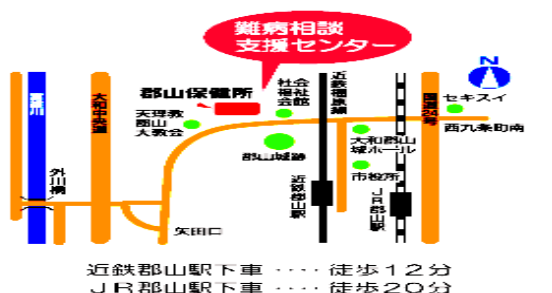 難病相談
支援センター
郡山保健所
社会
福祉
会館
近鉄橿原線
国道24号
N
セキスイ
大和中央道
天理教
郡山
大教会
郡山城跡
大和郡山
城ホール
西九条町南
市役所
外川橋
近鉄郡山駅
JR郡山駅
矢田口
近鉄郡山駅下車‥‥徒歩12分
JR郡山駅下車‥‥徒歩20分